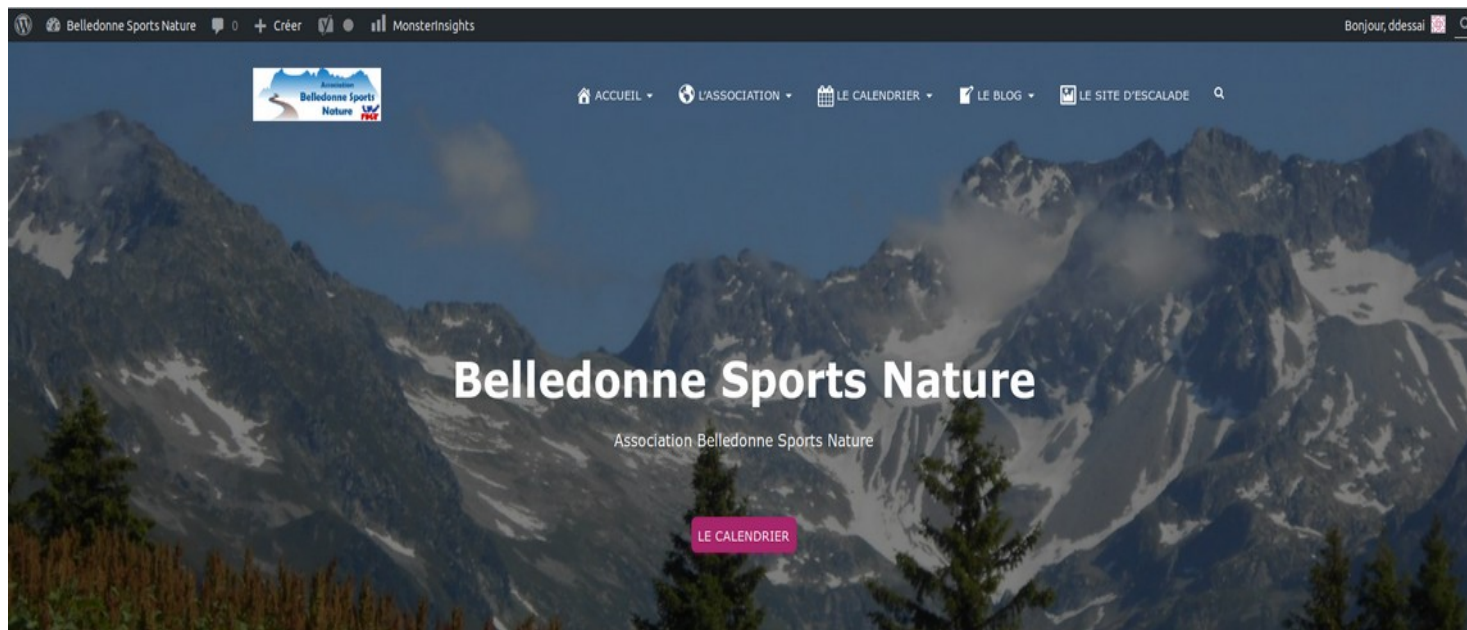 Belledonne Sports Nature 0 + Créer MonsterInsights Bonjour, ddessai
Association
Belledonne Sports
Nature
ACCUEIL L'ASSOCIATION LE CALENDRIER LE BLOG LE SITE D'ESCALADE
Belledonne Sports Nature
Association Belledonne Sports Nature
LE CALENDRIER